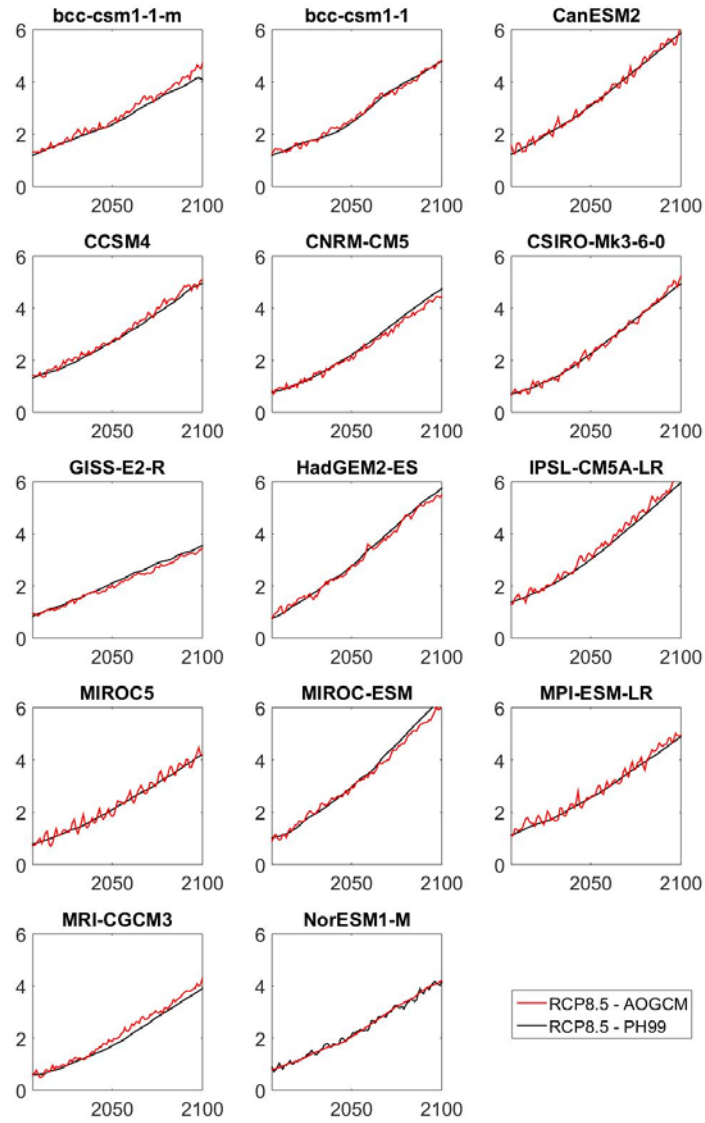 bcc-csm1-1-m bcc-csm1-1 CanESM2
6 6 6
4 4 4
2 2 2
0 0 0
2050 2100 2050 2100 2050 2100
CCSM4 CNRM-CM5 CSIRO-Mk3-6-0
6 6 6
4 4 4
2 2 2
0 0 0
2050 2100 2050 2100 2050 2100
GISS-E2-R HadGEM2-ES IPSL-CM5A-LR
6 6 6
4 4 4
2 2 2
0 0 0
2050 2100 2050 2100 2050 2100
MIROC5 MIROC-ESM MPI-ESM-LR
6 6 6
4 4 4
2 2 2
0 0 0
2050 2100 2050 2100 2050 2100
MRI-CGCM3 NorESM1-M
6 6
4 4
RCP8.5 - AOGCM
RCP8.5 - PH99
2 2
0 0
2050 2100 2050 2100